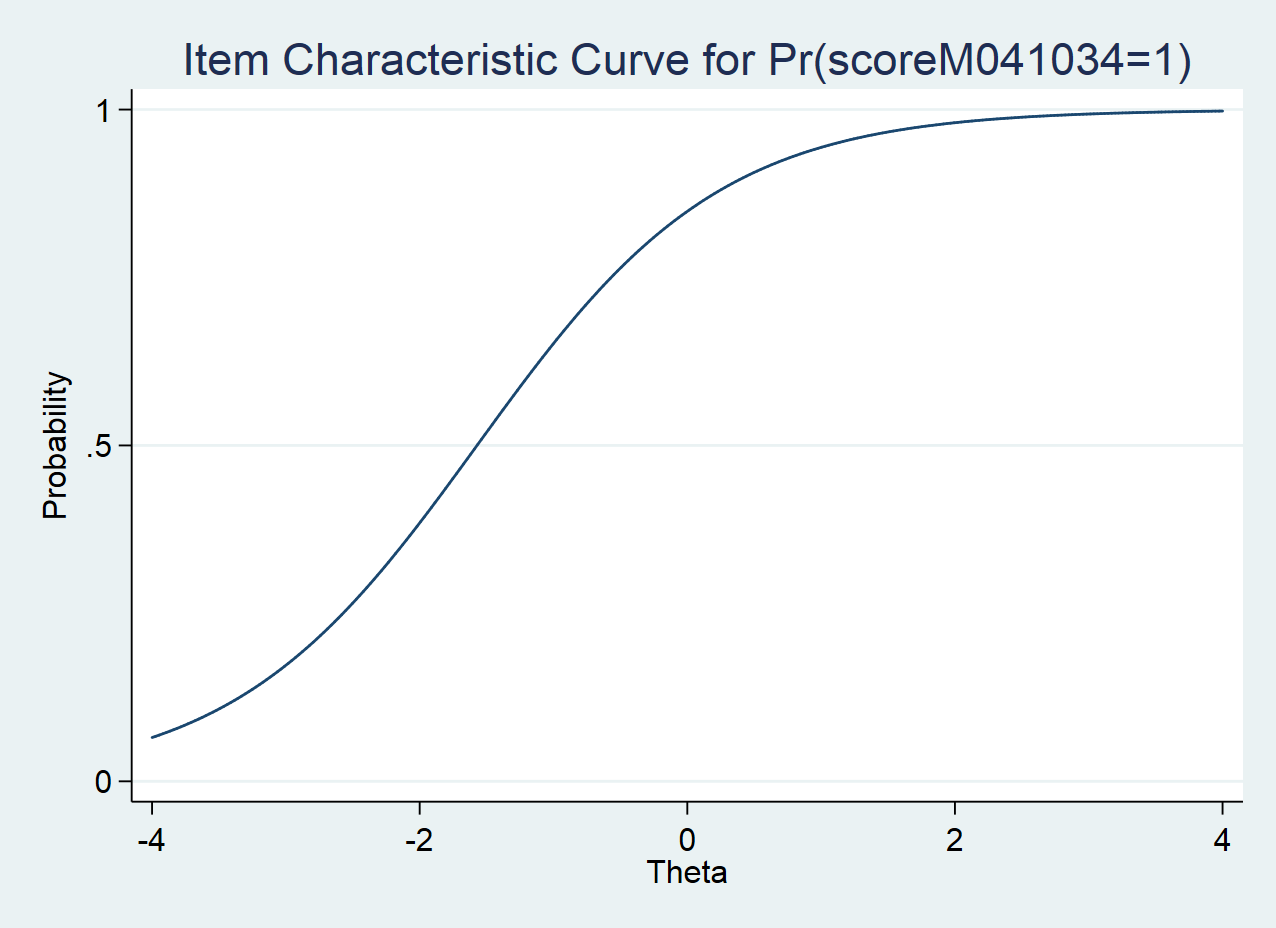 Item Characteristic Curve for Pr(scoreM041034=1)
1
.5
0
Probability
-4 -2 0 2 4
Theta